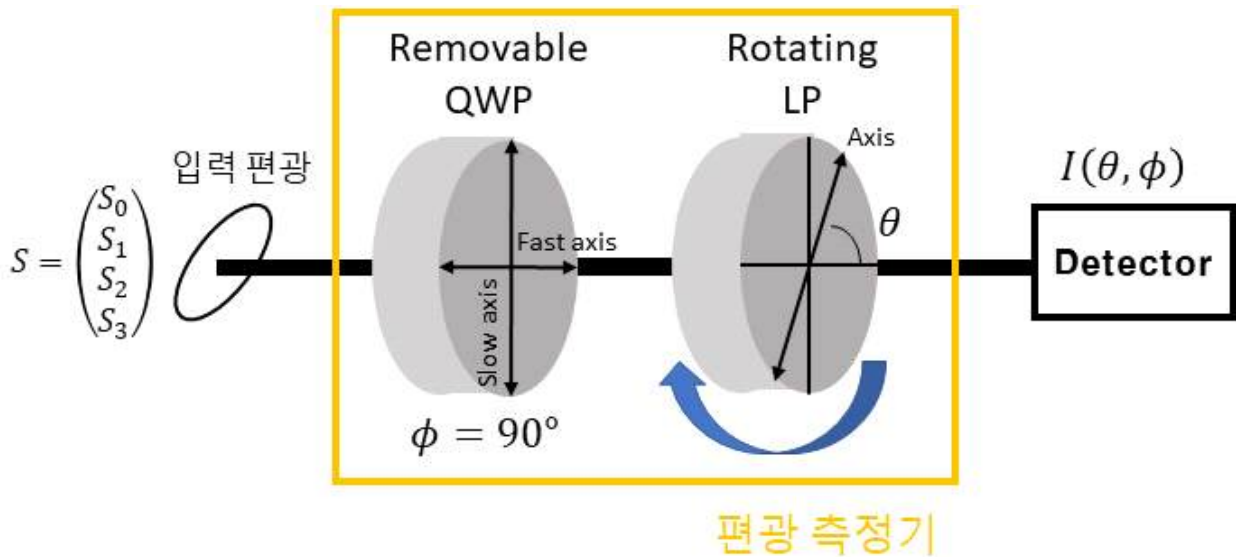 Removable
QWP
Rotating
LP
입력 편광
Axis
I(θ, ϕ)
S = (S₀
S₁
S₂
S₃)
Fast axis
Slow axis
θ
Detector
ϕ = 90°
편광 측정기